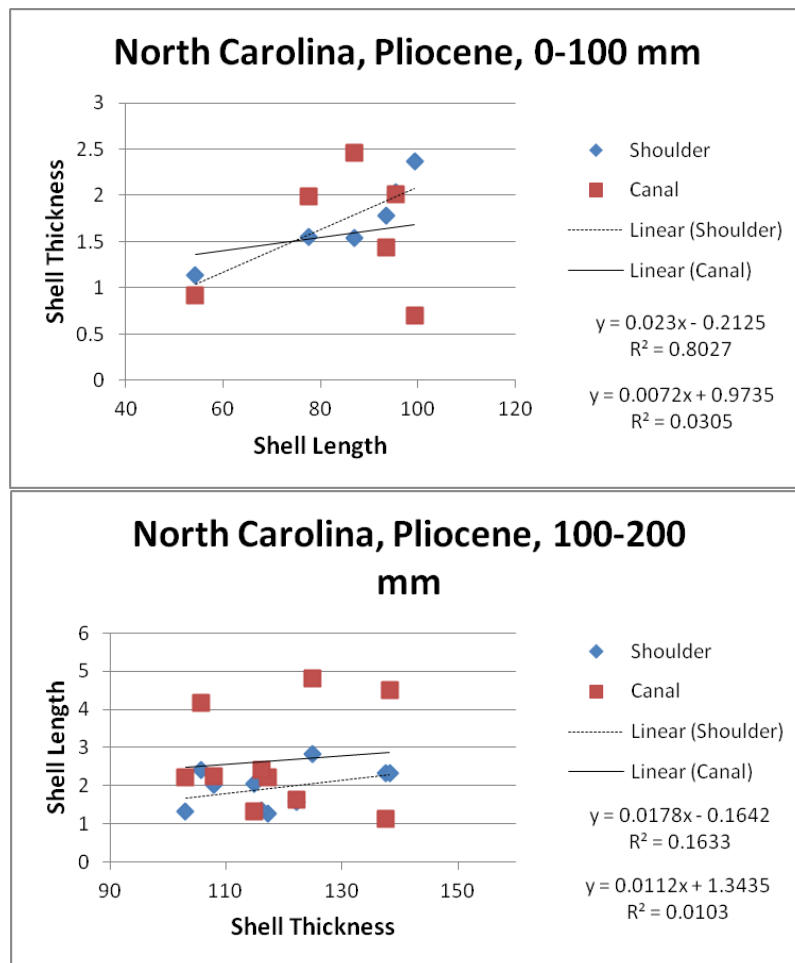 North Carolina, Pliocene, 0-100 mm
3
2.5
2
1.5
1
0.5
0
40
60
80
100
120
Shell Thickness
Shell Length
Shoulder
Canal
Linear (Shoulder)
Linear (Canal)
y = 0.023x - 0.2125
R² = 0.8027
y = 0.0072x + 0.9735
R² = 0.0305
North Carolina, Pliocene, 100-200
mm
6
5
4
3
2
1
0
90
110
130
150
Shell Length
Shell Thickness
Shoulder
Canal
Linear (Shoulder)
Linear (Canal)
y = 0.0178x - 0.1642
R² = 0.1633
y = 0.0112x + 1.3435
R² = 0.0103